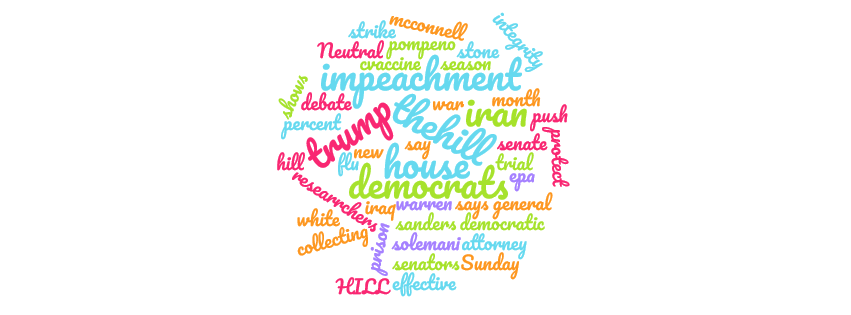 mcconnell
integrity
strike
Neutral pompeno stone
cvaccine season
impeachment
shows
debate
thehill
war
month
iran
push
percent
trump
protect
say
senate
hill
flu
new
house
trial
epa
democrats
researrchers
iraq
warren
says general
white
sanders democratic
collecting
prison
solemani
attorney
senators
Sunday
HILL
effective